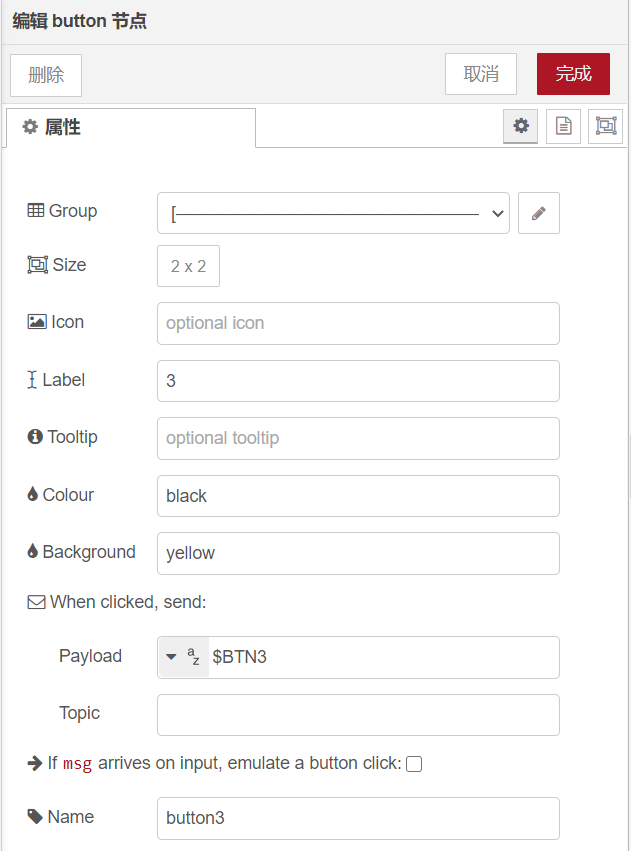 编辑 button 节点
删除
取消
完成
属性
Group
[——————————————————
Size
2 x 2
Icon
optional icon
Label
3
Tooltip
optional tooltip
Colour
black
Background
yellow
When clicked, send:
Payload
az
$BTN3
Topic
If msg arrives on input, emulate a button click:
Name
button3